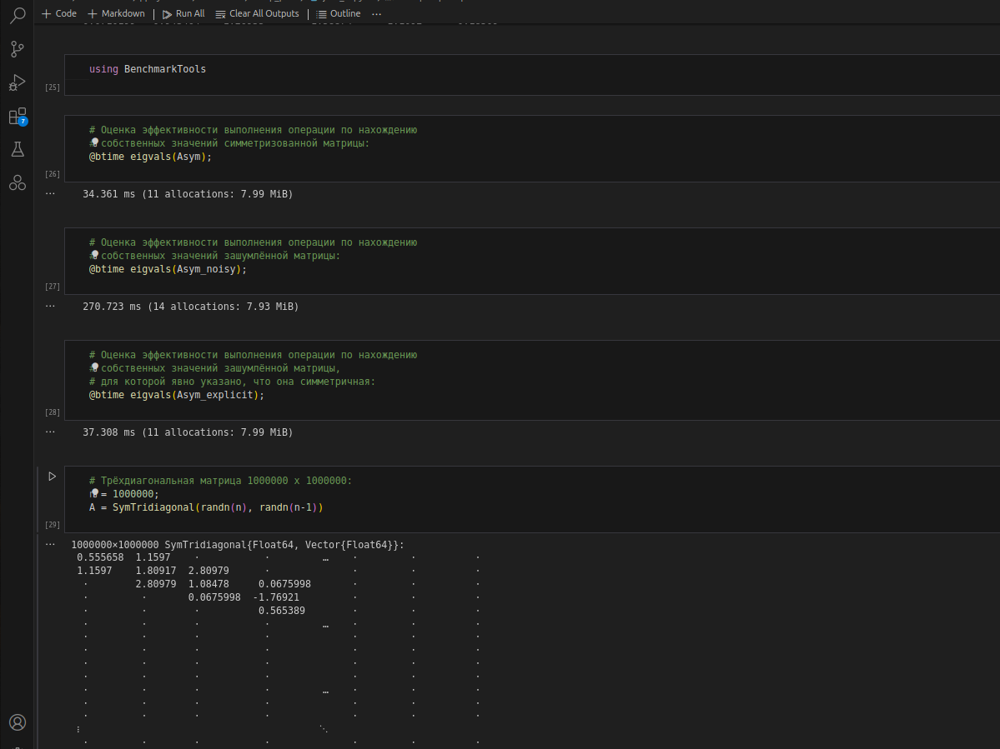 Code Markdown Run All Clear All Outputs Outline ...
using BenchmarkTools
[25]
7
# Оценка эффективности выполнения операции по нахождению
# собственных значений симметризованной матрицы:
@btime eigvals(Asym);
[26]
34.361 ms (11 allocations: 7.99 MiB)
# Оценка эффективности выполнения операции по нахождению
# собственных значений зашумлённой матрицы:
@btime eigvals(Asym_noisy);
[27]
270.723 ms (14 allocations: 7.93 MiB)
# Оценка эффективности выполнения операции по нахождению
# собственных значений зашумлённой матрицы,
# для которой явно указано, что она симметричная:
@btime eigvals(Asym_explicit);
[28]
37.308 ms (11 allocations: 7.99 MiB)
# Трёхдиагональная матрица 1000000 x 1000000:
n = 1000000;
A = SymTridiagonal(randn(n), randn(n-1))
[29]
1000000×1000000 SymTridiagonal{Float64, Vector{Float64}}:
0.555658 1.1597 · · … · · ·
1.1597 1.80917 2.80979 · · · ·
· 2.80979 1.08478 0.0675998 · · ·
· · 0.0675998 -1.76921 · · ·
· · · 0.565389 · · ·
· · · · … · · ·
· · · · · · ·
· · · · · · ·
· · · · · · ·
· · · · · · ·
· · · · … · · ·
· · · · · · ·
· · · · · · ·
⋮ ⋱
· · · · · · ·